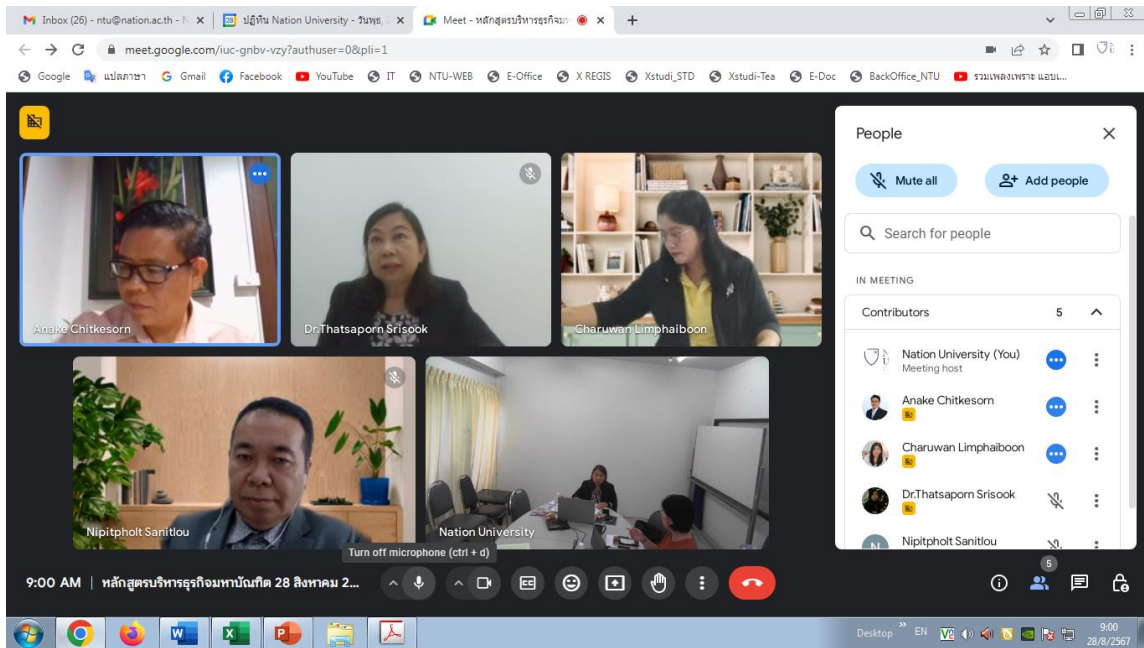 Inbox (26) - ntu@nation.ac.th - N
28 ปฏิทิน Nation University - วันพุธ, 2
Meet - หลักสูตรบริหารธุรกิจมห
meet.google.com/iuc-gnbv-vzy?authuser=0&pli=1
Google แปลภาษา Gmail Facebook YouTube IT NTU-WEB E-Office X REGIS Xstudi_STD Xstudi-Tea E-Doc BackOffice_NTU รวมเพลงเพราะ แอบเ...
People
Mute all Add people
Search for people
IN MEETING
Contributors 5
Nation University (You)
Meeting host
Anake Chitkesorn
Charuwan Limphaiboon
Dr.Thatsaporn Srisook
N Nipitpholt Sanitlou
Anake Chitkesorn
Dr.Thatsaporn Srisook
Charuwan Limphaiboon
Nipitpholt Sanitlou
Nation University
Turn off microphone (ctrl + d)
9:00 AM | หลักสูตรบริหารธุรกิจมหาบัณฑิต 28 สิงหาคม 2...
CC
5
Desktop » EN 9:00
28/8/2567